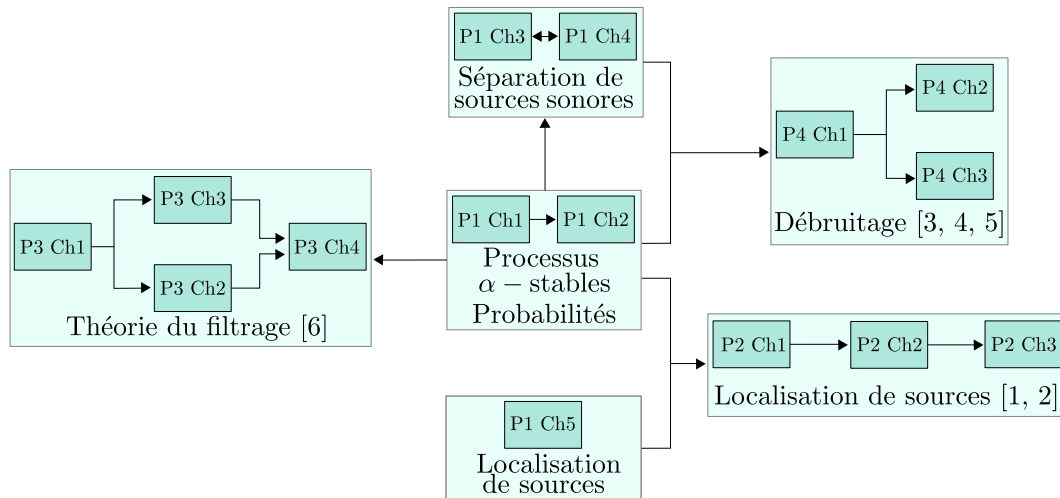 P1 Ch3
P1 Ch4
Séparation de
sources sonores
P4 Ch1
P4 Ch2
P4 Ch3
Débruitage [3, 4, 5]
P3 Ch1
P3 Ch3
P3 Ch2
P3 Ch4
Théorie du filtrage [6]
P1 Ch1
P1 Ch2
Processus
α − stables
Probabilités
P2 Ch1
P2 Ch2
P2 Ch3
Localisation de sources [1, 2]
P1 Ch5
Localisation
de sources